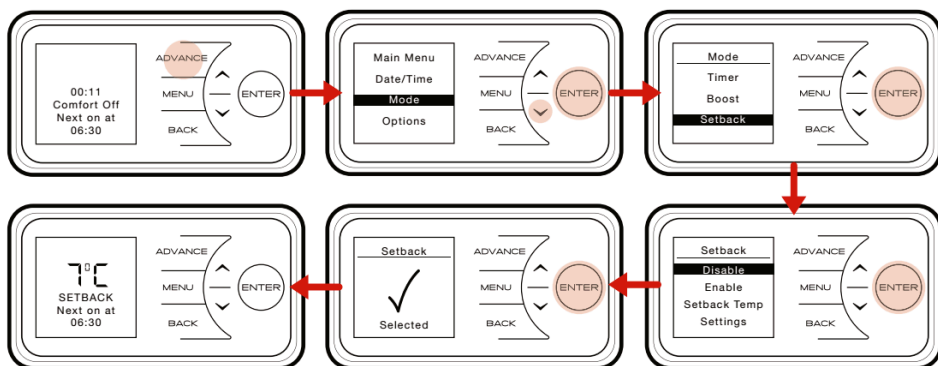 00:11
Comfort Off
Next on at
06:30
ADVANCE
MENU
BACK
ENTER
Main Menu
Date/Time
Mode
Options
ADVANCE
MENU
BACK
ENTER
Mode
Timer
Boost
Setback
ADVANCE
MENU
BACK
ENTER
Setback
Disable
Enable
Setback Temp
Settings
ADVANCE
MENU
BACK
ENTER
Setback
Selected
ADVANCE
MENU
BACK
ENTER
7°C
SETBACK
Next on at
06:30
ADVANCE
MENU
BACK
ENTER